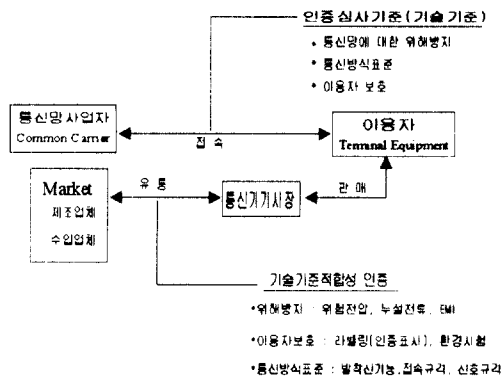 인증심사기준(기술기준)
• 통신망에 대한 위해방지
• 통신방식표준
• 이용자 보호
통신망사업자
Common Carrier
접속
이용자
Terminal Equipment
Market
제조업체
수입업체
유통
통신기기시장
판매
기술기준적합성 인증
•위해방지 : 위험전압, 누설전류, EMI
•이용자보호 : 라벨링(인증표시), 환경시험
•통신방식표준 : 발착신기능,접속규격, 신호규격